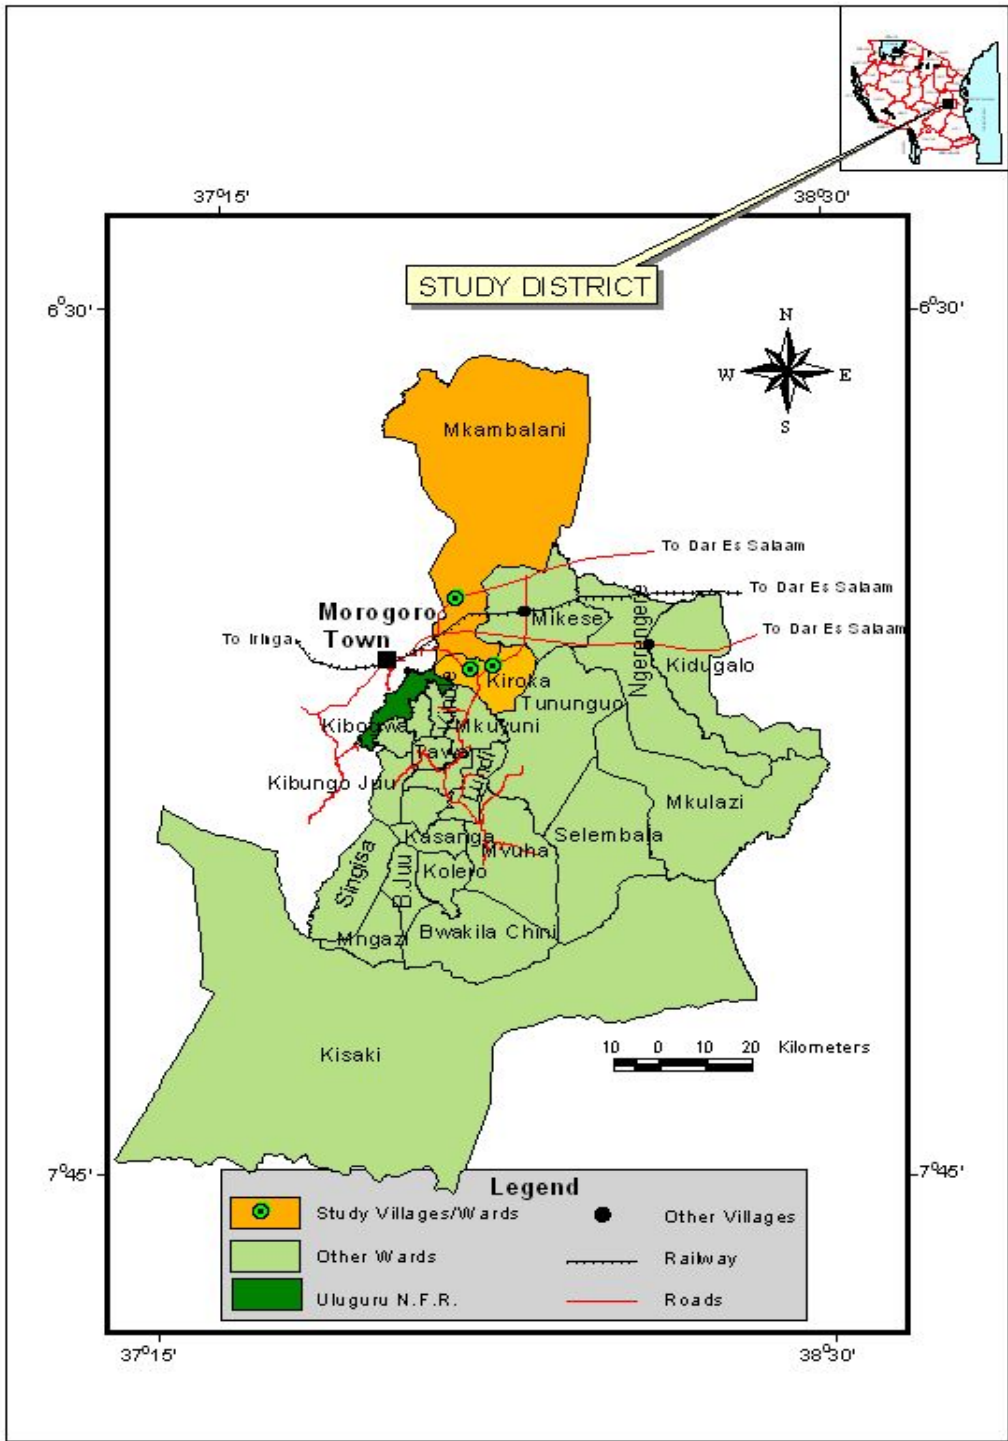 37°15'
38°30'
STUDY DISTRICT
6°30'
6°30'
N
W
E
S
Mkambalani
To Dar Es Salaam
To Dar Es Salaam
Morogoro
Town
Mikese
Ngerengere
To Dar Es Salaam
Kidugalo
Kiroka
Tununguo
Mkuyuni
Tawa
Kibungo Juu
Mkulazi
Selembala
Kasanga
Mvuha
Singisa
B.Juu
Kolero
Mngazi
Bwakila Chini
Kisaki
10 0 10 20 Kilometers
7°45'
7°45'
Legend
Study Villages/Wards
Other Villages
Other Wards
Railway
Uluguru N.F.R.
Roads
37°15'
38°30'